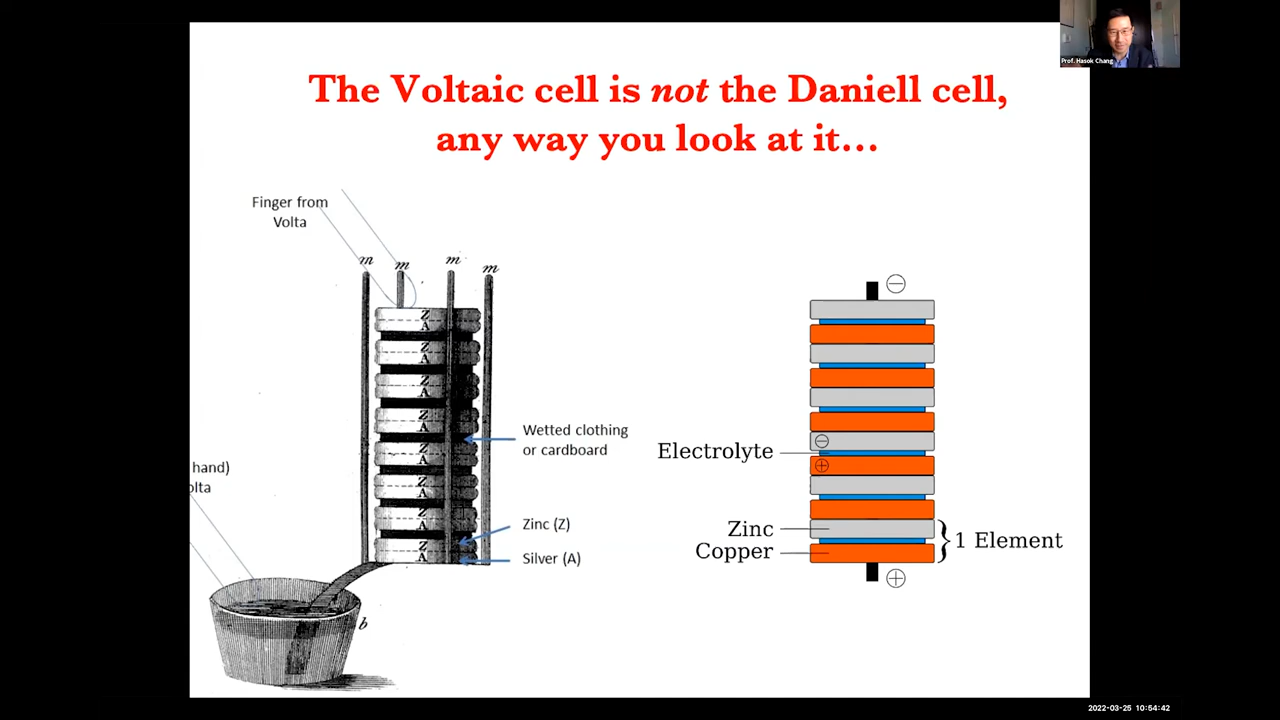 Prof. Hasok Chang
The Voltaic cell is not the Daniell cell,
any way you look at it...
Finger from
Volta
m m m m
Z
A
Z
A
Z
A
Z
A
Z
A
Z
A
Z
A
Z
A
Wetted clothing
or cardboard
hand)
olta
Zinc (Z)
Silver (A)
b
−
Electrolyte
−
+
Zinc
Copper
1 Element
+
2022-03-25 10:54:42